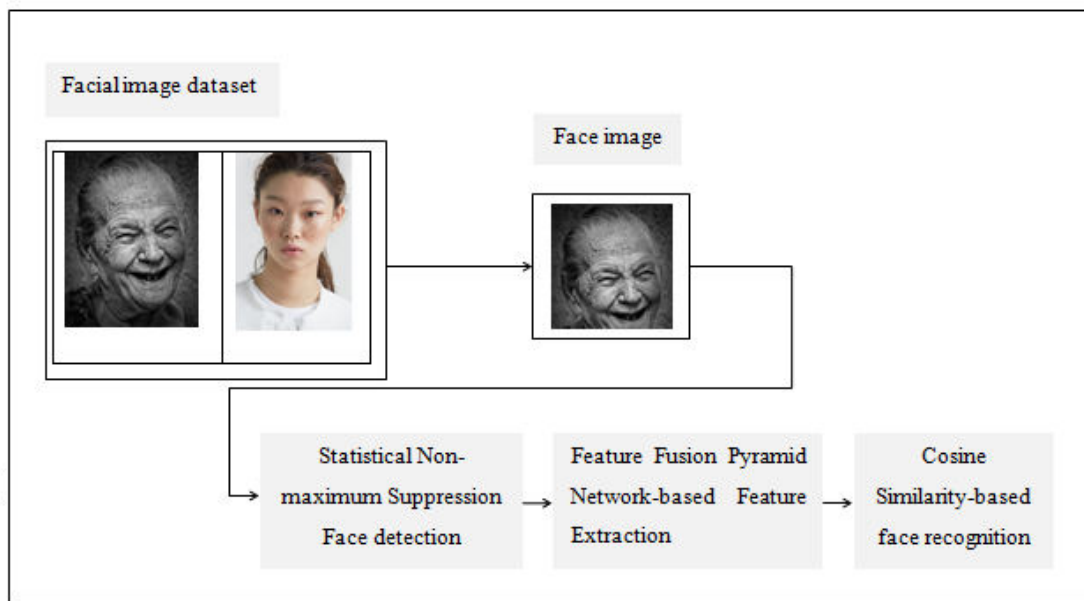 Facial image dataset
Face image
Statistical Non-
maximum Suppression
Face detection
Feature Fusion Pyramid
Network-based Feature
Extraction
Cosine
Similarity-based
face recognition